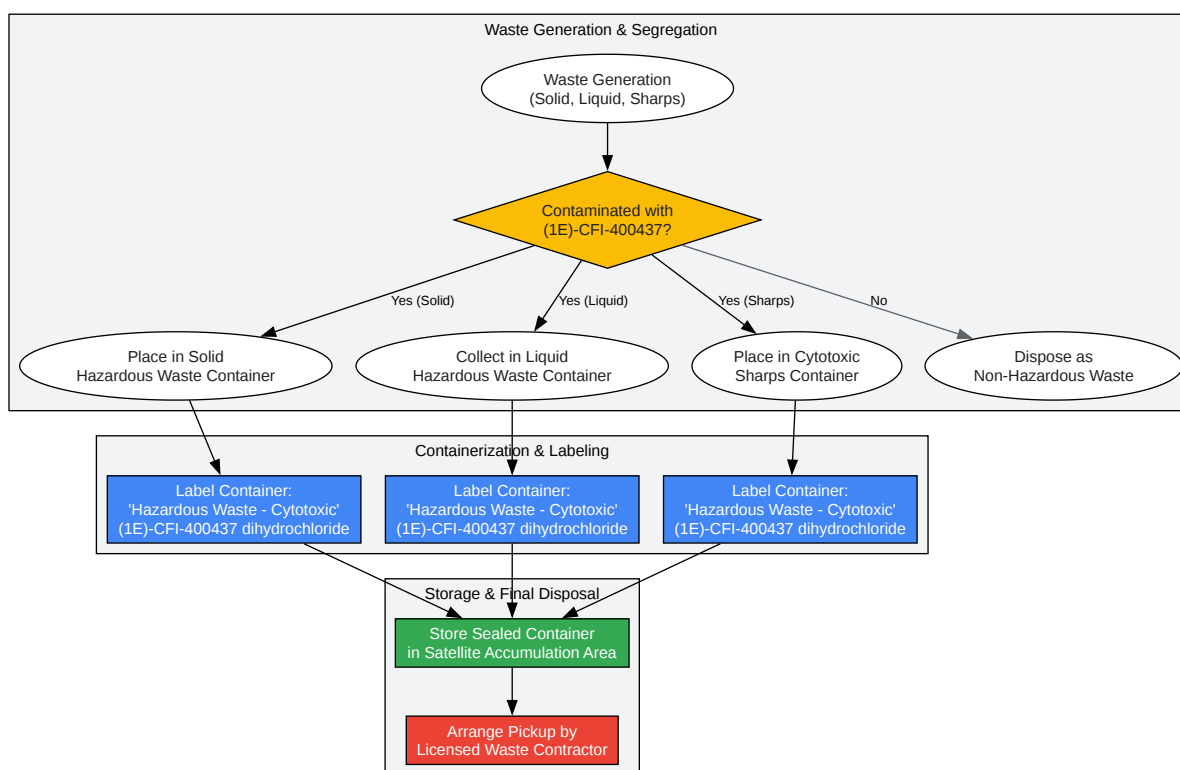 Waste Generation & Segregation
Waste Generation
(Solid, Liquid, Sharps)
Contaminated with
(1E)-CFI-400437?
Yes (Solid)
Yes (Liquid)
Yes (Sharps)
No
Place in Solid
Hazardous Waste Container
Collect in Liquid
Hazardous Waste Container
Place in Cytotoxic
Sharps Container
Dispose as
Non-Hazardous Waste
Containerization & Labeling
Label Container:
'Hazardous Waste - Cytotoxic'
(1E)-CFI-400437 dihydrochloride
Label Container:
'Hazardous Waste - Cytotoxic'
(1E)-CFI-400437 dihydrochloride
Label Container:
'Hazardous Waste - Cytotoxic'
(1E)-CFI-400437 dihydrochloride
Storage & Final Disposal
Store Sealed Container
in Satellite Accumulation Area
Arrange Pickup by
Licensed Waste Contractor